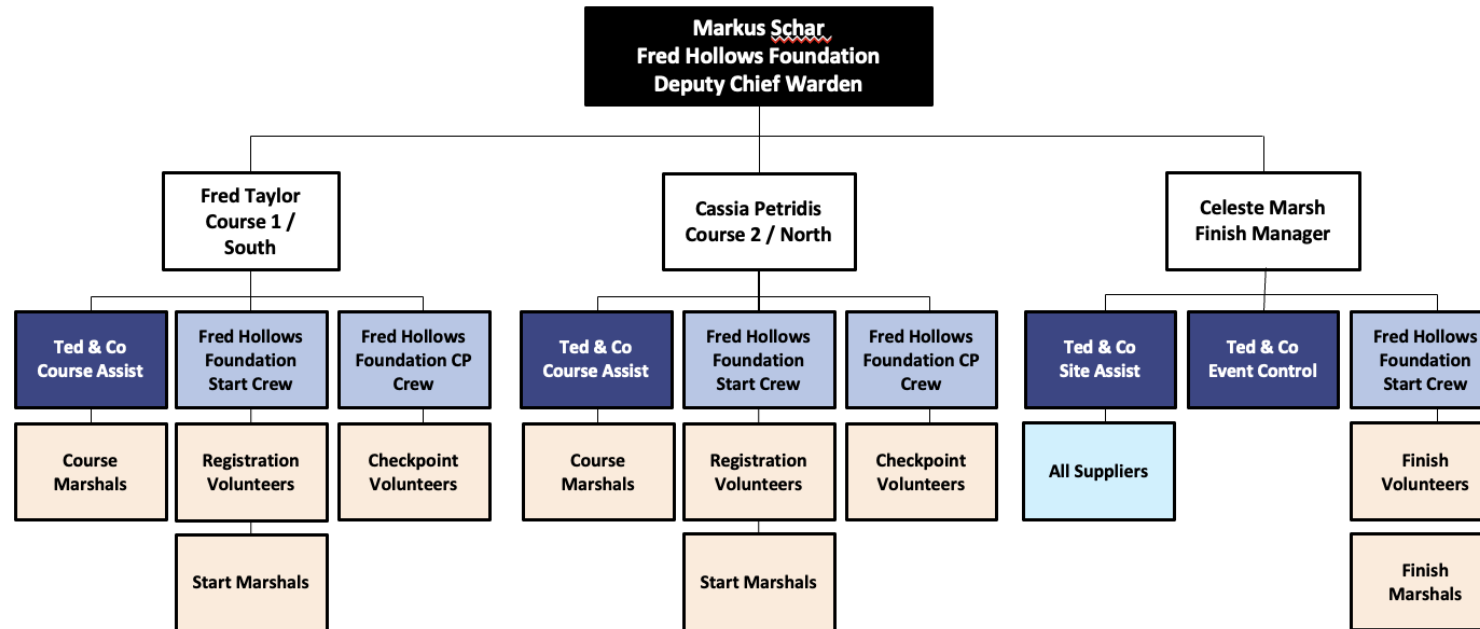 Markus Schar
Fred Hollows Foundation
Deputy Chief Warden
Fred Taylor
Course 1 /
South
Cassia Petridis
Course 2 / North
Celeste Marsh
Finish Manager
Ted & Co
Course Assist
Fred Hollows
Foundation
Start Crew
Fred Hollows
Foundation CP
Crew
Ted & Co
Course Assist
Fred Hollows
Foundation
Start Crew
Fred Hollows
Foundation CP
Crew
Ted & Co
Site Assist
Ted & Co
Event Control
Fred Hollows
Foundation
Start Crew
Course
Marshals
Registration
Volunteers
Checkpoint
Volunteers
Course
Marshals
Registration
Volunteers
Checkpoint
Volunteers
All Suppliers
Finish
Volunteers
Start Marshals
Start Marshals
Finish
Marshals